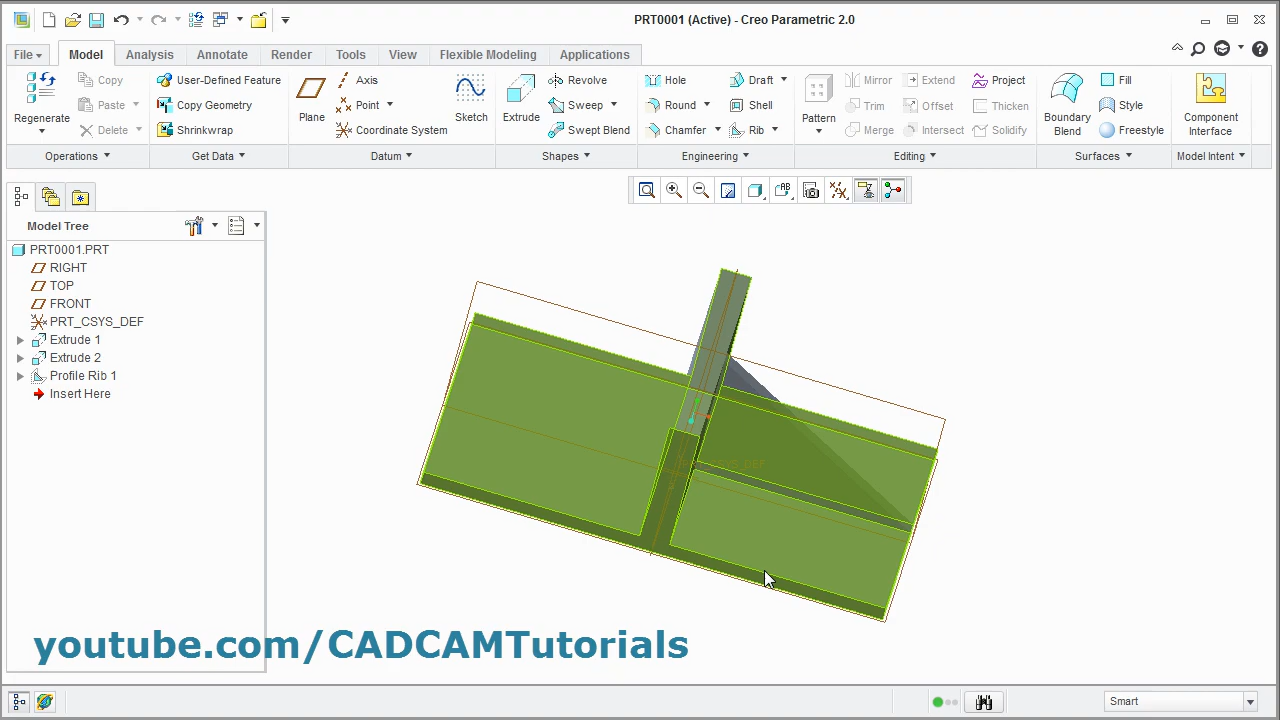 PRT0001 (Active) - Creo Parametric 2.0
File Model Analysis Annotate Render Tools View Flexible Modeling Applications
Regenerate
Copy
Paste
Delete
Operations
User-Defined Feature
Copy Geometry
Shrinkwrap
Get Data
Plane
Axis
Point
Coordinate System
Sketch
Datum
Extrude
Revolve
Sweep
Swept Blend
Shapes
Hole
Round
Chamfer
Draft
Shell
Rib
Engineering
Pattern
Mirror
Trim
Merge
Extend
Offset
Intersect
Project
Thicken
Solidify
Editing
Boundary
Blend
Fill
Style
Freestyle
Surfaces
Component
Interface
Model Intent
Model Tree
PRT0001.PRT
RIGHT
TOP
FRONT
PRT_CSYS_DEF
Extrude 1
Extrude 2
Profile Rib 1
Insert Here
youtube.com/CADCAMTutorials
Smart